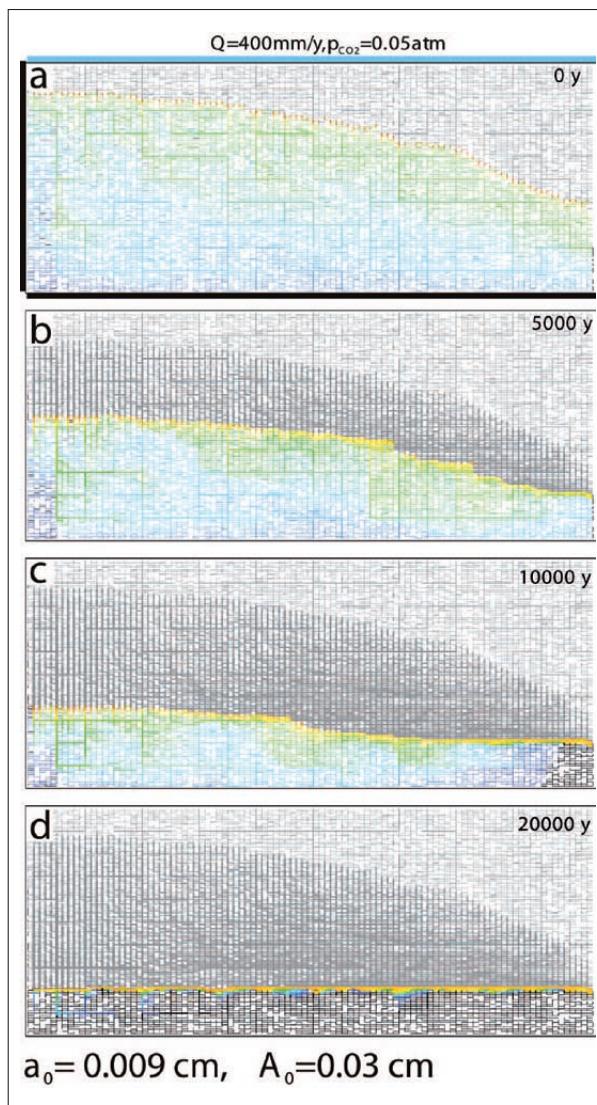 Q=400mm/y,pCO2=0.05atm
a
0 y
b
5000 y
c
10000 y
d
20000 y
a0= 0.009 cm, A0=0.03 cm